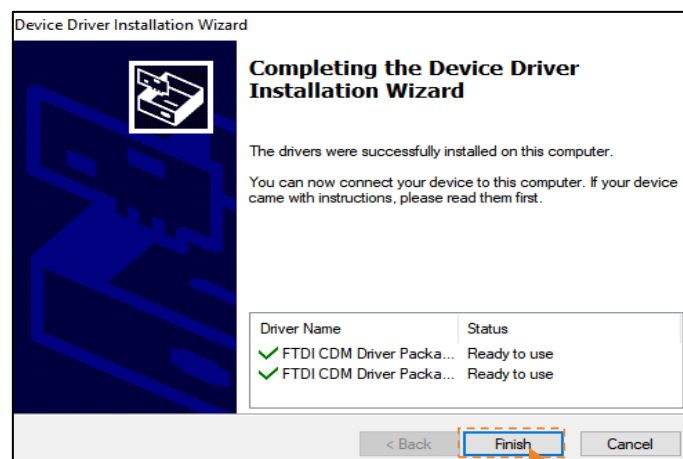 Device Driver Installation Wizard
Completing the Device Driver
Installation Wizard
The drivers were successfully installed on this computer.
You can now connect your device to this computer. If your device
came with instructions, please read them first.
Driver Name Status
FTDI CDM Driver Packa... Ready to use
FTDI CDM Driver Packa... Ready to use
< Back Finish Cancel